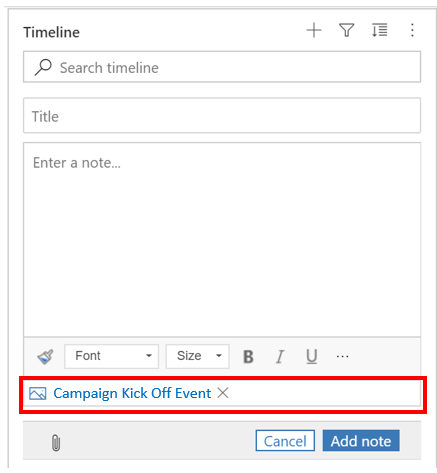 Timeline
Search timeline
Title
Enter a note...
Font Size B I U ...
Campaign Kick Off Event
Cancel Add note